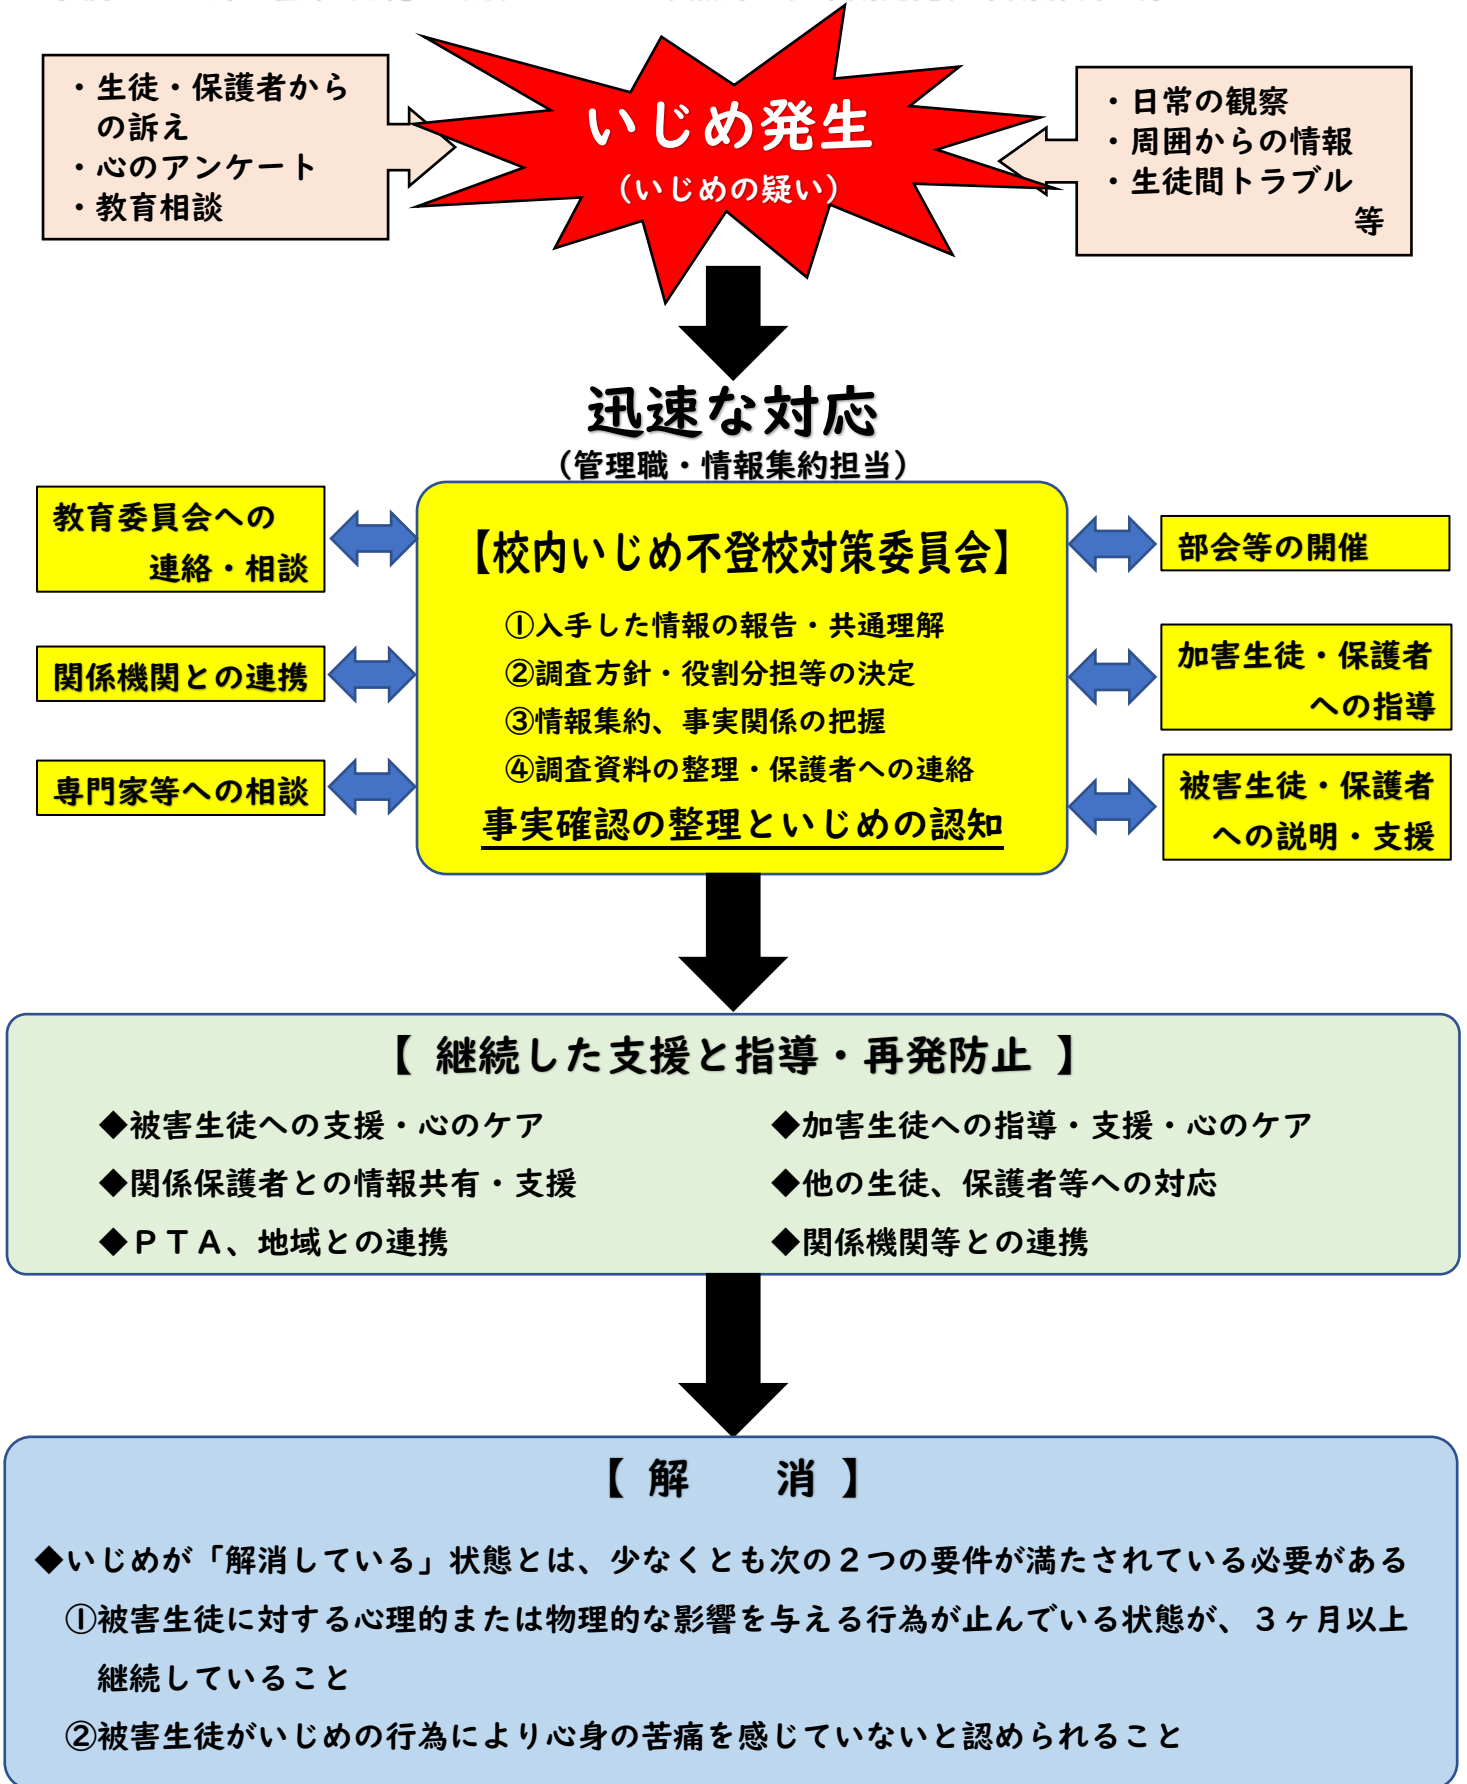 ・生徒・保護者から
の訴え
・心のアンケート
・教育相談
いじめ発生
（いじめの疑い）
・日常の観察
・周囲からの情報
・生徒間トラブル
等
迅速な対応
（管理職・情報集約担当）
教育委員会への
連絡・相談
関係機関との連携
専門家等への相談
【校内いじめ不登校対策委員会】
①入手した情報の報告・共通理解
②調査方針・役割分担等の決定
③情報集約、事実関係の把握
④調査資料の整理・保護者への連絡
事実確認の整理といじめの認知
部会等の開催
加害生徒・保護者
への指導
被害生徒・保護者
への説明・支援
【 継続した支援と指導・再発防止 】
◆被害生徒への支援・心のケア
◆加害生徒への指導・支援・心のケア
◆関係保護者との情報共有・支援
◆他の生徒、保護者等への対応
◆ＰＴＡ、地域との連携
◆関係機関等との連携
【 解　　消 】
◆いじめが「解消している」状態とは、少なくとも次の２つの要件が満たされている必要がある
①被害生徒に対する心理的または物理的な影響を与える行為が止んでいる状態が、３ヶ月以上
継続していること
②被害生徒がいじめの行為により心身の苦痛を感じていないと認められること